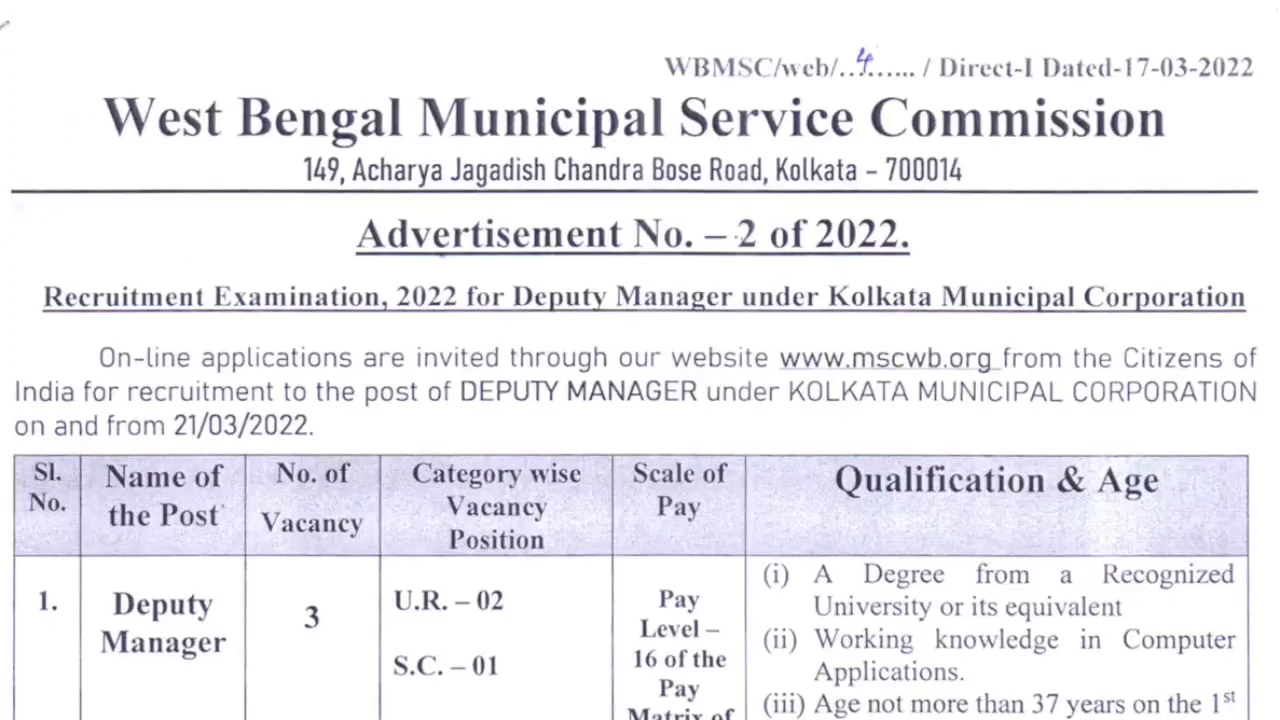 WBMSC/web/...4...... / Direct-I Dated-17-03-2022
West Bengal Municipal Service Commission
149, Acharya Jagadish Chandra Bose Road, Kolkata – 700014
Advertisement No. – 2 of 2022.
Recruitment Examination, 2022 for Deputy Manager under Kolkata Municipal Corporation
On-line applications are invited through our website www.mscwb.org from the Citizens of
India for recruitment to the post of DEPUTY MANAGER under KOLKATA MUNICIPAL CORPORATION
on and from 21/03/2022.
Sl.
No.
Name of
the Post
No. of
Vacancy
Category wise
Vacancy
Position
Scale of
Pay
Qualification & Age
1.
Deputy
Manager
3
U.R. – 02
S.C. – 01
Pay
Level –
16 of the
Pay
Matrix of
(i) A Degree from a Recognized
University or its equivalent
(ii) Working knowledge in Computer
Applications.
(iii) Age not more than 37 years on the 1st